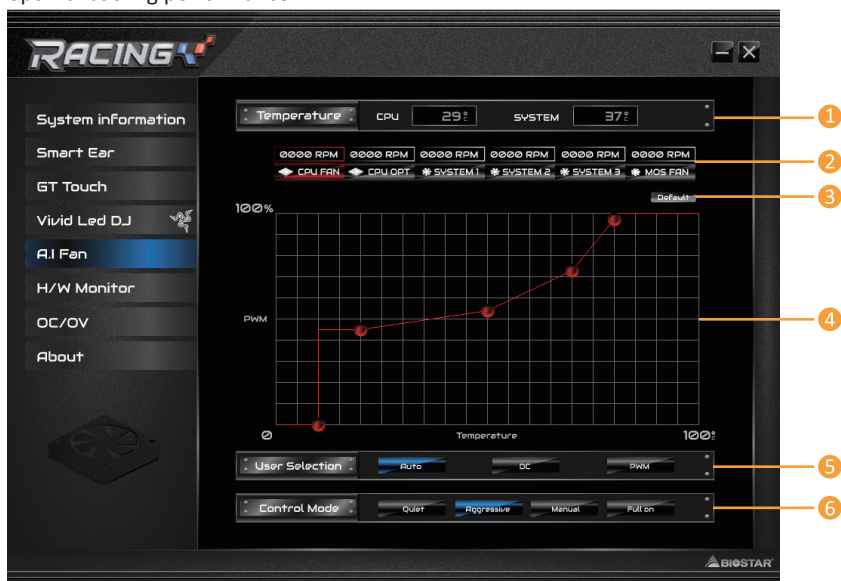 RACING
System information
Smart Ear
GT Touch
Vivid Led DJ
A.I Fan
H/W Monitor
OC/OV
About
Temperature CPU 29°C SYSTEM 37°C
1
0000 RPM 0000 RPM 0000 RPM 0000 RPM 0000 RPM 0000 RPM
2
CPU FAN CPU OPT SYSTEM 1 SYSTEM 2 SYSTEM 3 MOS FAN
Default
3
100%
PWM
4
0 Temperature 100°C
User Selection Auto DC PWM
5
Control Mode Quiet Aggressive Manual Full on
6
BIOSTAR